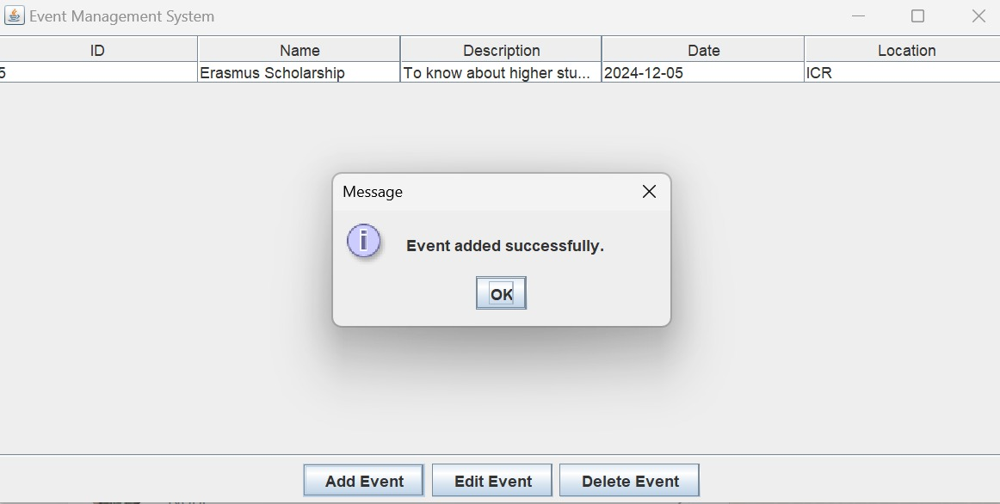 Event Management System
ID Name Description Date Location
5 Erasmus Scholarship To know about higher stu... 2024-12-05 ICR
Message
i
Event added successfully.
OK
Add Event Edit Event Delete Event